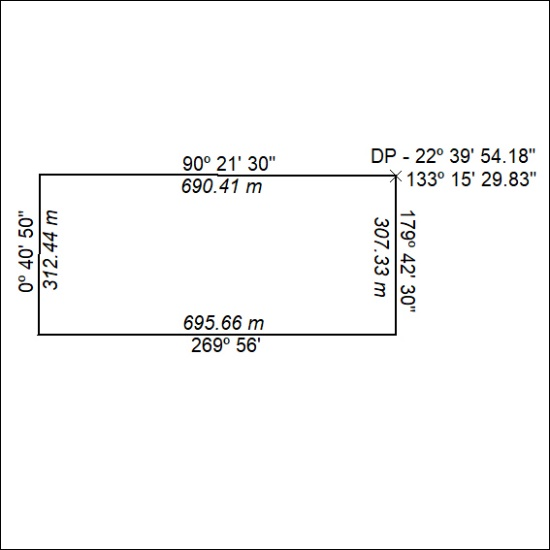 90º 21' 30"
690.41 m
DP - 22º 39' 54.18"
133º 15' 29.83"
0º 40' 50"
312.44 m
307.33 m
179º 42' 30"
695.66 m
269º 56'